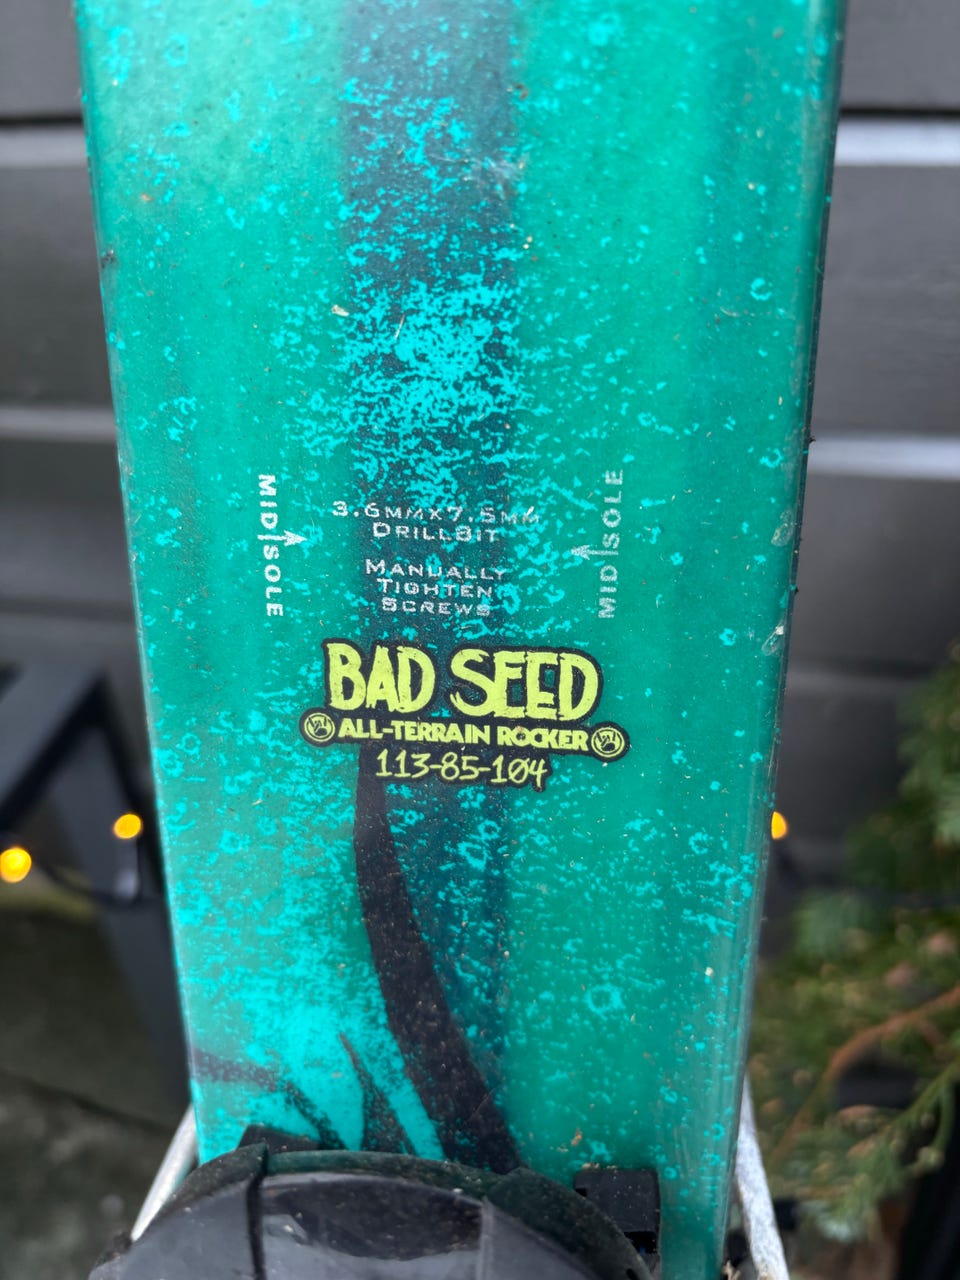 MID|SOLE
3.6MMX7.5MM
DRILLBIT
MANUALLY
TIGHTEN
SCREWS
MID|SOLE
BAD SEED
ALL-TERRAIN ROCKER
113-85-104